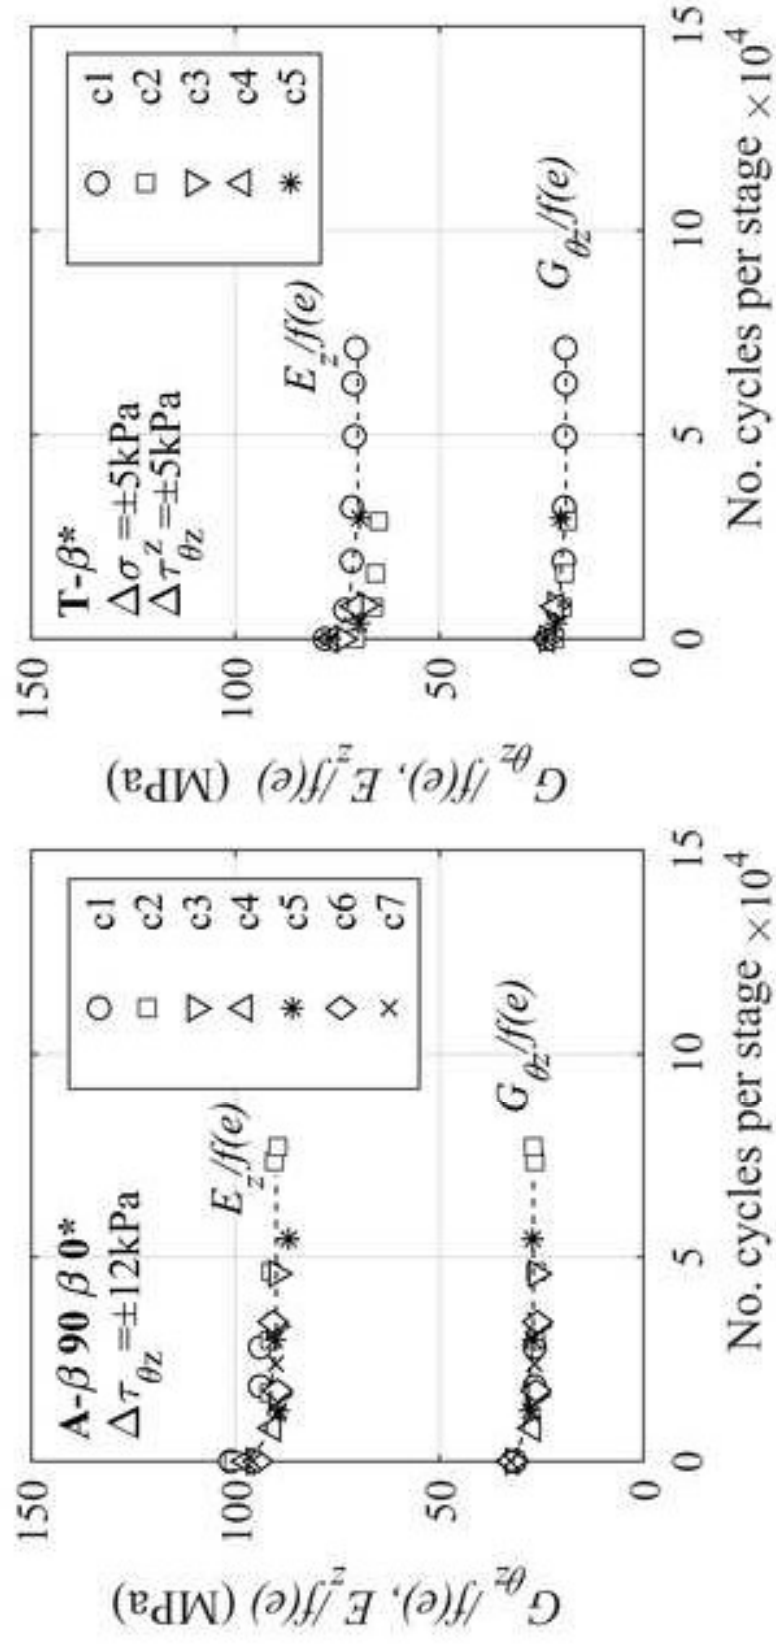 A-β 90 β 0*
Δτθz =±12kPa
c1
c2
c3
c4
c5
c6
c7
Ez/f(e)
Gθz/f(e)
150
100
50
0
0
5
10
15
Gθz/f(e), Ez/f(e) (MPa)
No. cycles per stage ×10⁴
T-β*
Δσz =±5kPa
Δτθz =±5kPa
c1
c2
c3
c4
c5
Ez/f(e)
Gθz/f(e)
150
100
50
0
0
5
10
15
Gθz/f(e), Ez/f(e) (MPa)
No. cycles per stage ×10⁴